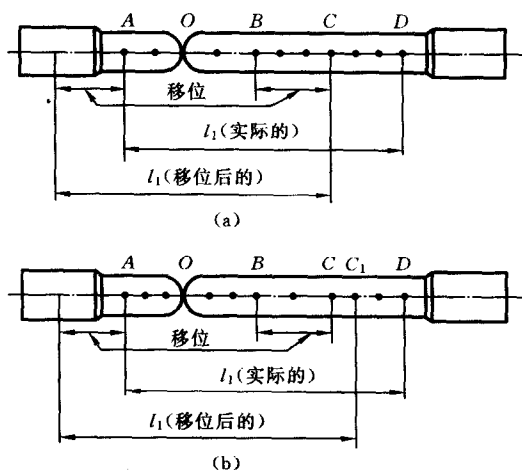 A O B C D
移位
l₁(实际的)
l₁(移位后的)
(a)
A O B C C₁ D
移位
l₁(实际的)
l₁(移位后的)
(b)